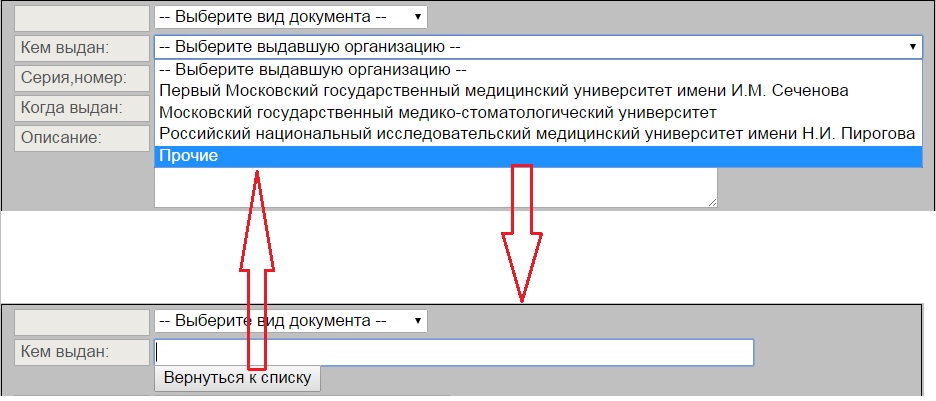 -- Выберите вид документа --
Кем выдан: -- Выберите выдавшую организацию --
-- Выберите выдавшую организацию --
Серия,номер:
Первый Московский государственный медицинский университет имени И.М. Сеченова
Когда выдан:
Московский государственный медико-стоматологический университет
Описание:
Российский национальный исследовательский медицинский университет имени Н.И. Пирогова
Прочие
-- Выберите вид документа --
Кем выдан:
Вернуться к списку